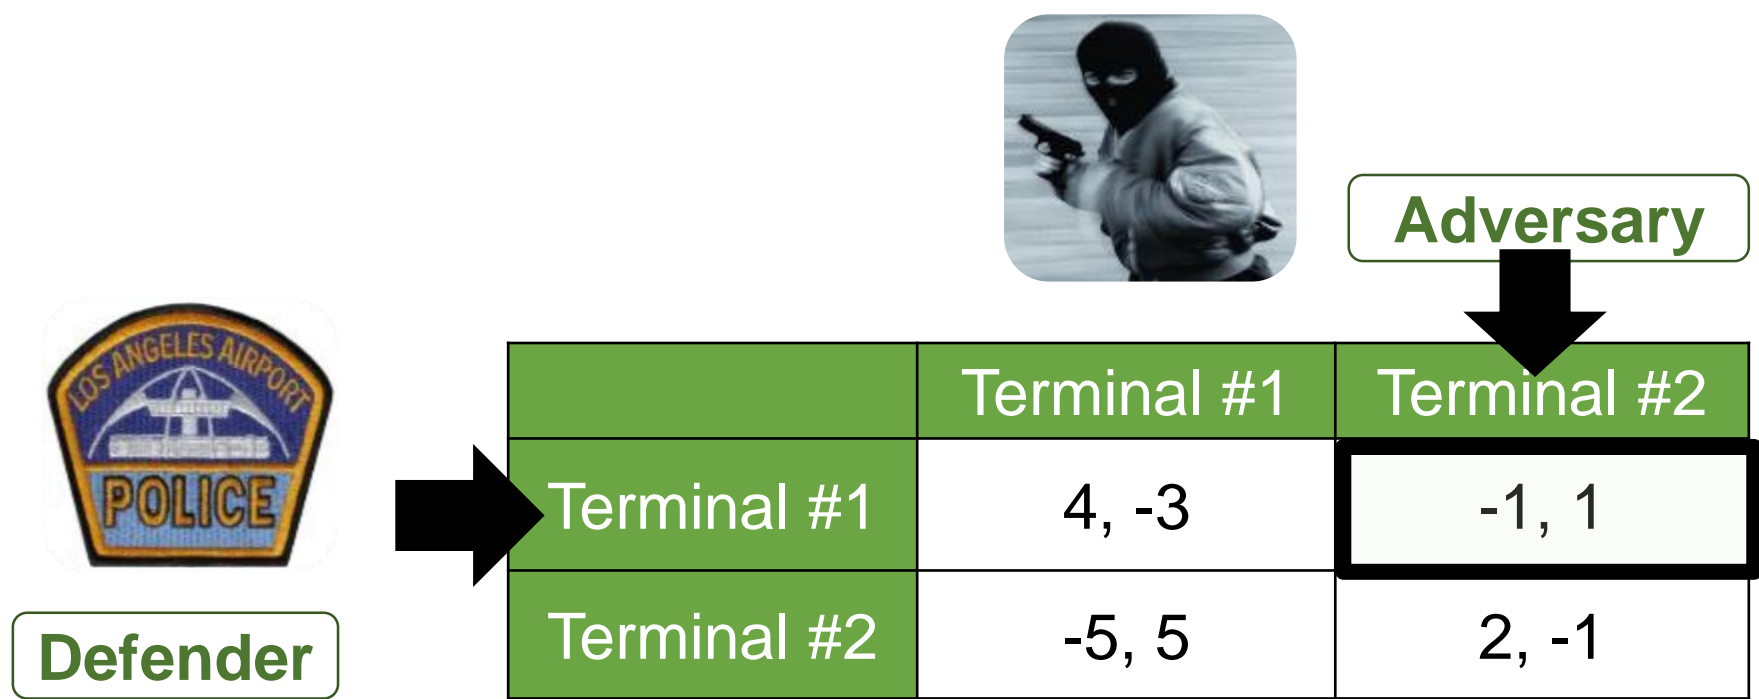 Adversary
LOS ANGELES AIRPORT
POLICE
Defender
Terminal #1 Terminal #2
Terminal #1 4, -3 -1, 1
Terminal #2 -5, 5 2, -1